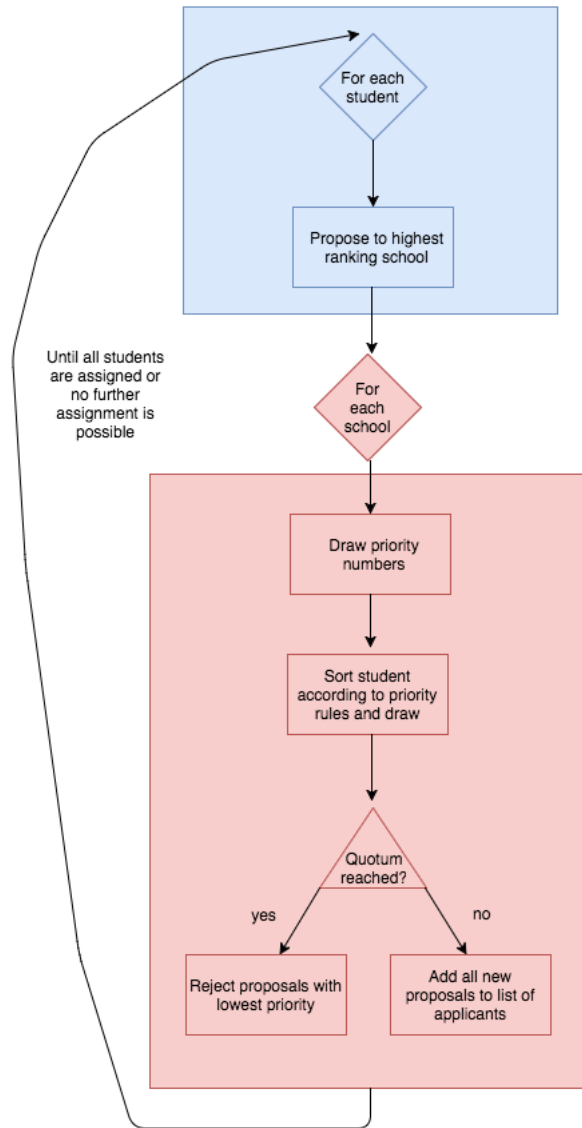 For each
student
Propose to highest
ranking school
Until all students
are assigned or
no further
assignment is
possible
For
each
school
Draw priority
numbers
Sort student
according to priority
rules and draw
Quotum
reached?
yes
no
Reject proposals with
lowest priority
Add all new
proposals to list of
applicants